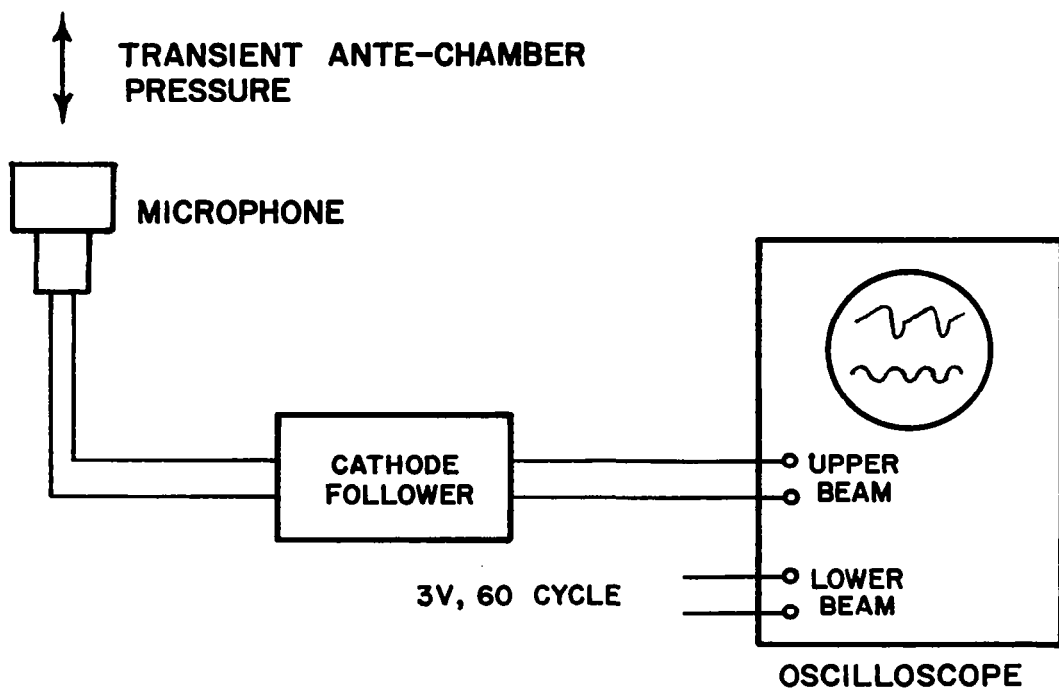 TRANSIENT ANTE-CHAMBER
PRESSURE
MICROPHONE
CATHODE
FOLLOWER
UPPER
BEAM
3V, 60 CYCLE
LOWER
BEAM
OSCILLOSCOPE